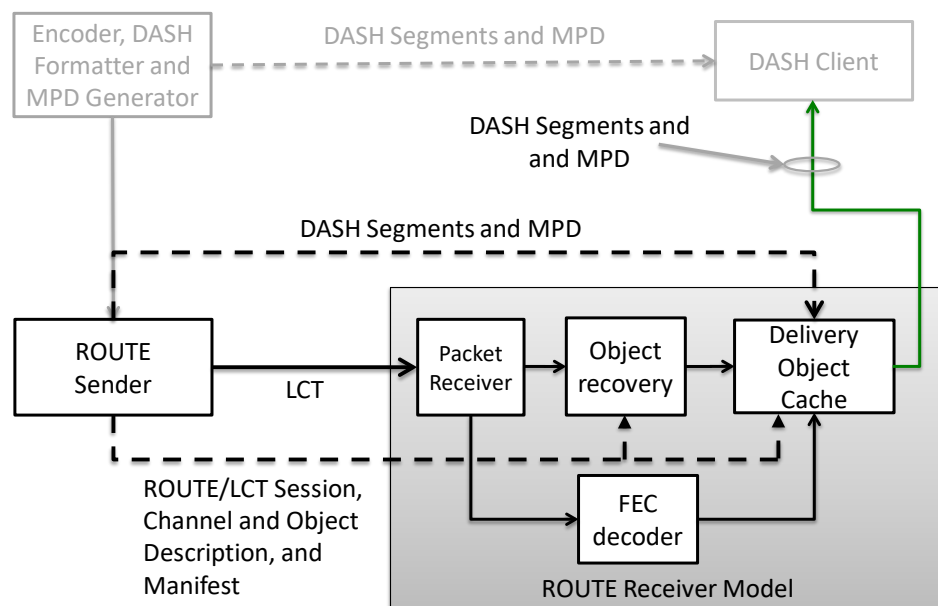 Encoder, DASH
Formatter and
MPD Generator
DASH Segments and MPD
DASH Client
DASH Segments and
and MPD
DASH Segments and MPD
ROUTE
Sender
LCT
Packet
Receiver
Object
recovery
Delivery
Object
Cache
ROUTE/LCT Session,
Channel and Object
Description, and
Manifest
FEC
decoder
ROUTE Receiver Model